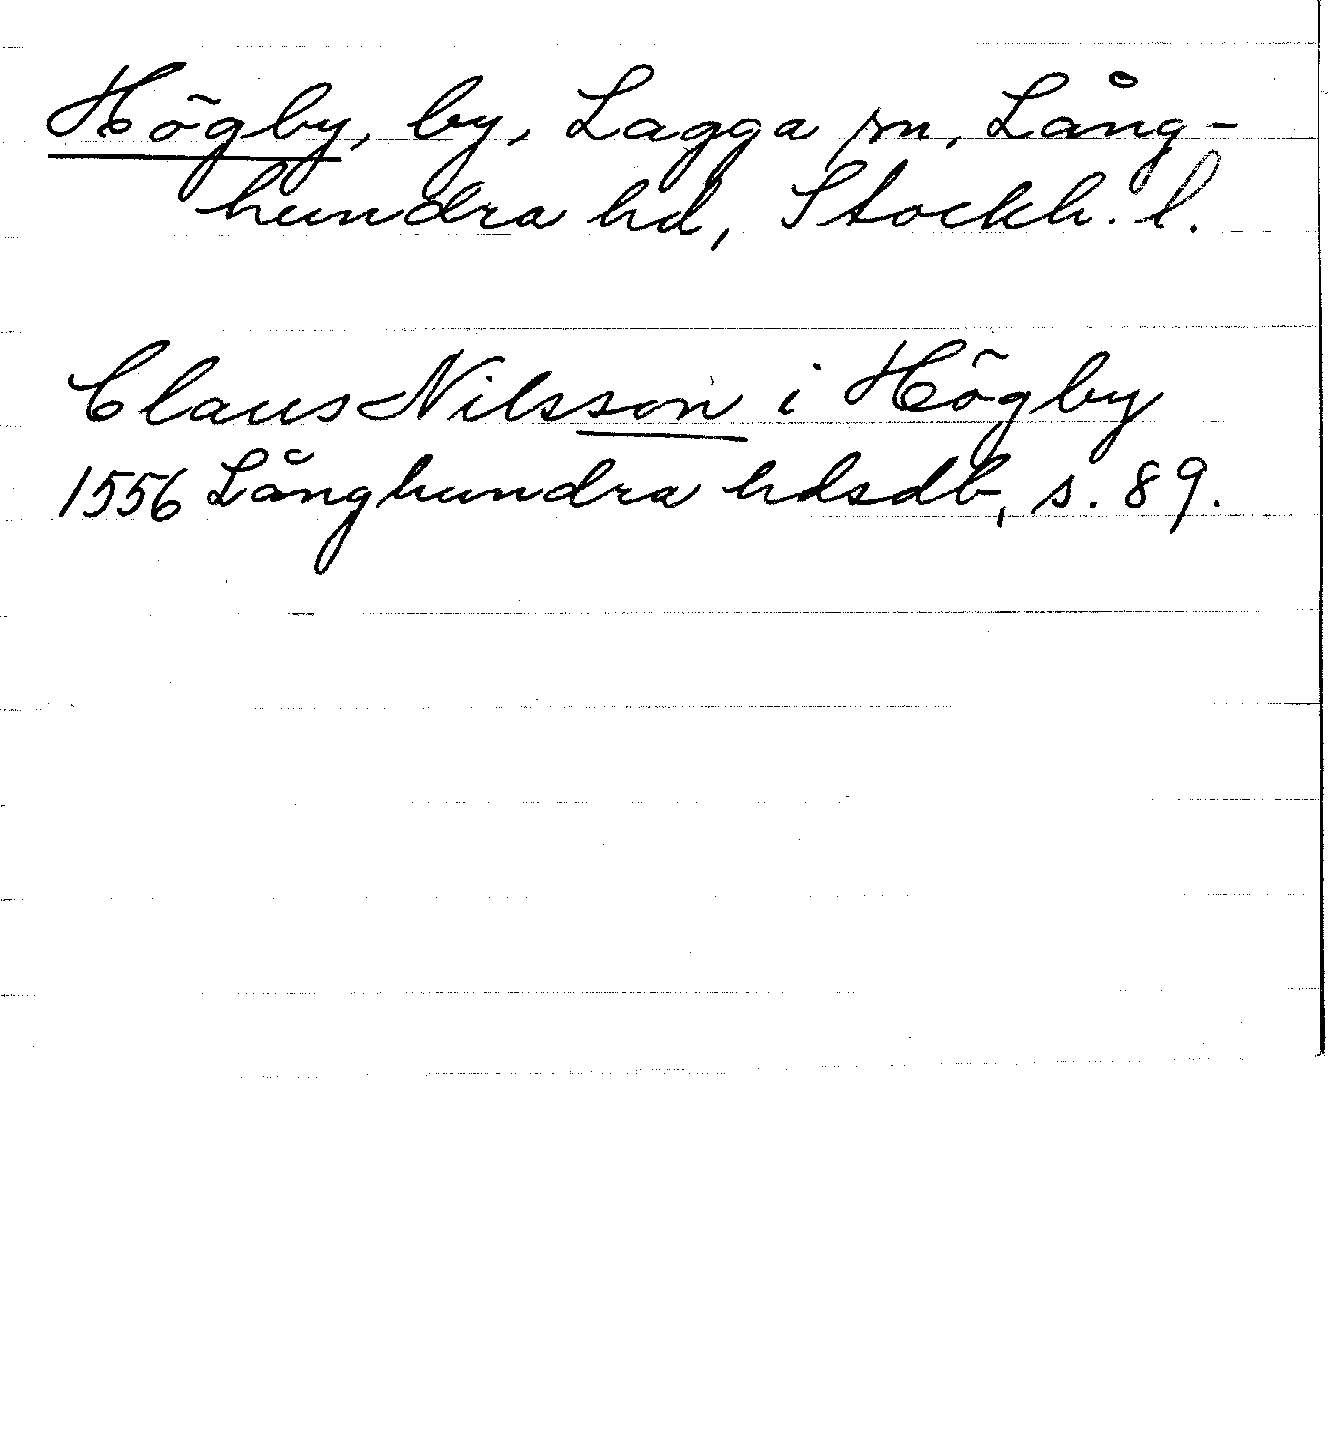 Högby, by, Lagga sn, Lång-
hundra hd, Stockh. l.
Claus Nilsson i Högby
1556 Långhundra hdsdb, s. 89.